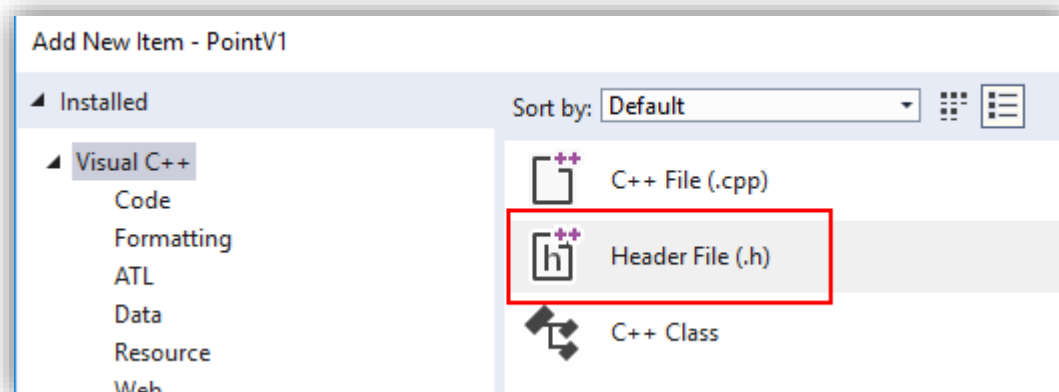 Add New Item - PointV1
Installed
Sort by: Default
Visual C++
Code
Formatting
ATL
Data
Resource
Web
C++ File (.cpp)
Header File (.h)
C++ Class